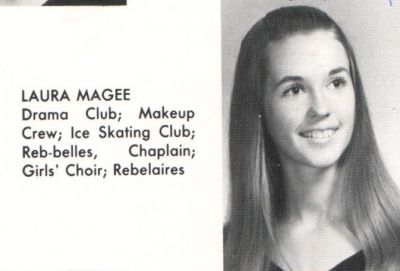 LAURA MAGEE
Drama Club; Makeup
Crew; Ice Skating Club;
Reb-belles, Chaplain;
Girls' Choir; Rebelaires